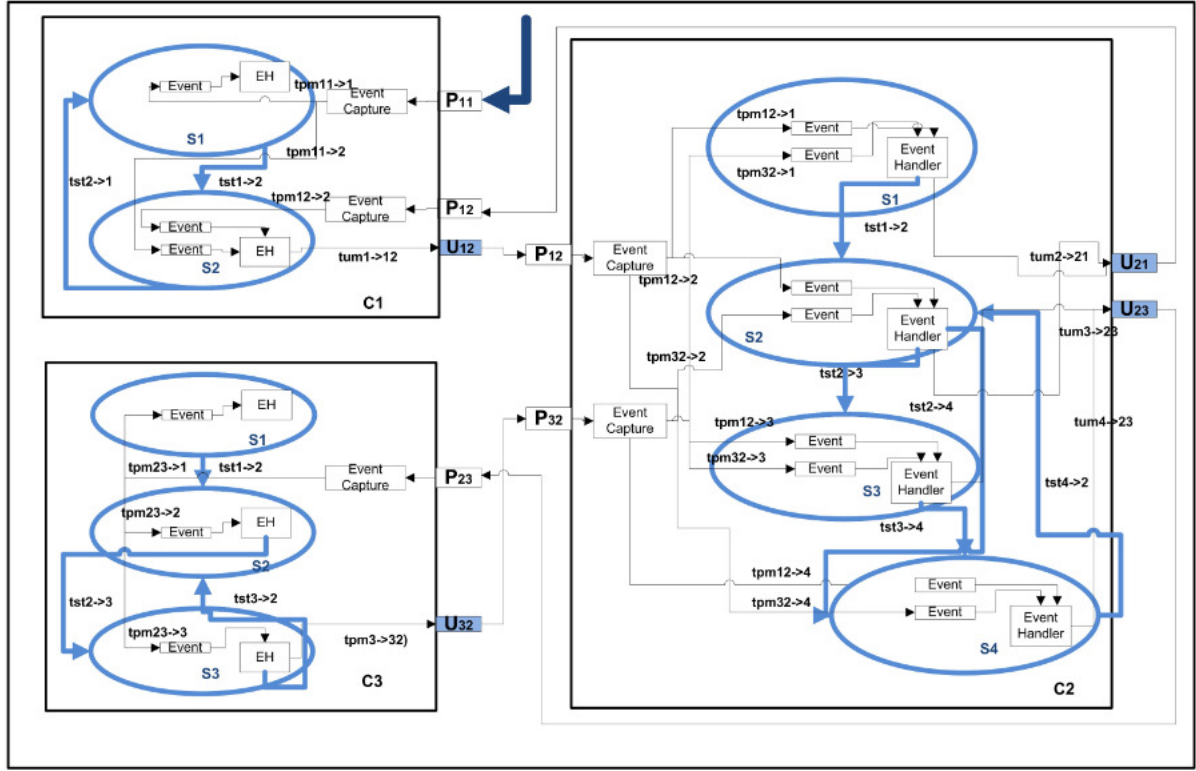 Event
EH
tpm11->1
Event
Capture
P11
S1
tpm11->2
tst2->1
tst1->2
tpm12->2
Event
Capture
P12
Event
Event
EH
S2
tum1->12
U12
C1
Event
EH
S1
tpm23->1
tst1->2
Event
Capture
P23
tpm23->2
Event
EH
S2
tst2->3
tst3->2
tpm23->3
Event
EH
S3
U32
tpm3->32)
C3
tpm12->1
Event
Event
tpm32->1
Event
Handler
S1
tst1->2
P12
Event
Capture
tpm12->2
Event
Event
Event
Handler
S2
tum2->21
U21
U23
tum3->23
tpm32->2
tst2->3
tst2->4
P32
Event
Capture
tpm12->3
Event
tpm32->3
Event
Event
Handler
S3
tum4->23
tst4->2
tst3->4
tpm12->4
Event
tpm32->4
Event
Event
Handler
S4
C2